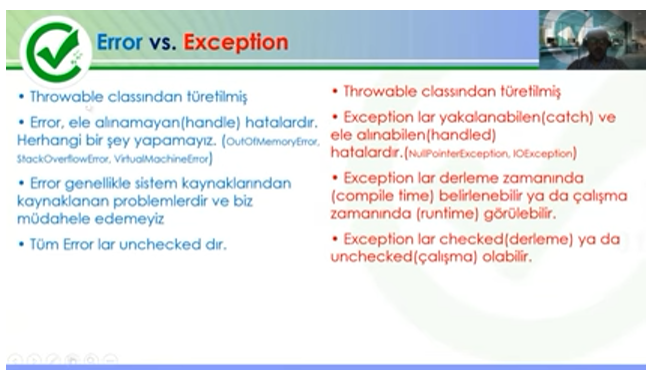 Error vs. Exception
• Throwable classından türetilmiş
• Error, ele alınamayan(handle) hatalardır.
Herhangi bir şey yapamayız. (OutOfMemoryError,
StackOverflowError, VirtualMachineError)
• Error genellikle sistem kaynaklarından
kaynaklanan problemlerdir ve biz
müdahele edemeyiz
• Tüm Error lar unchecked dır.
• Throwable classından türetilmiş
• Exception lar yakalanabilen(catch) ve
ele alınabilen(handled)
hatalardır.(NullPointerException, IOException)
• Exception lar derleme zamanında
(compile time) belirlenebilir ya da çalışma
zamanında (runtime) görülebilir.
• Exception lar checked(derleme) ya da
unchecked(çalışma) olabilir.